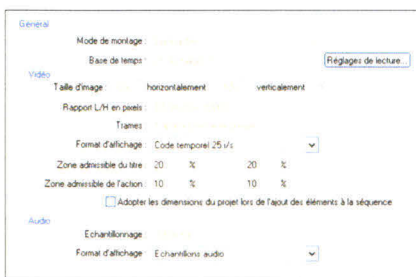 Général
Mode de montage :
Base de temps : Réglages de lecture...
Vidéo
Taille d'image : horizontalement verticalement
Rapport L/H en pixels :
Trames :
Format d'affichage : Code temporel 25 i/s
Zone admissible du titre : 20 % 20 %
Zone admissible de l'action : 10 % 10 %
Adopter les dimensions du projet lors de l'ajout des éléments à la séquence
Audio
Echantillonnage :
Format d'affichage : Echantillons audio